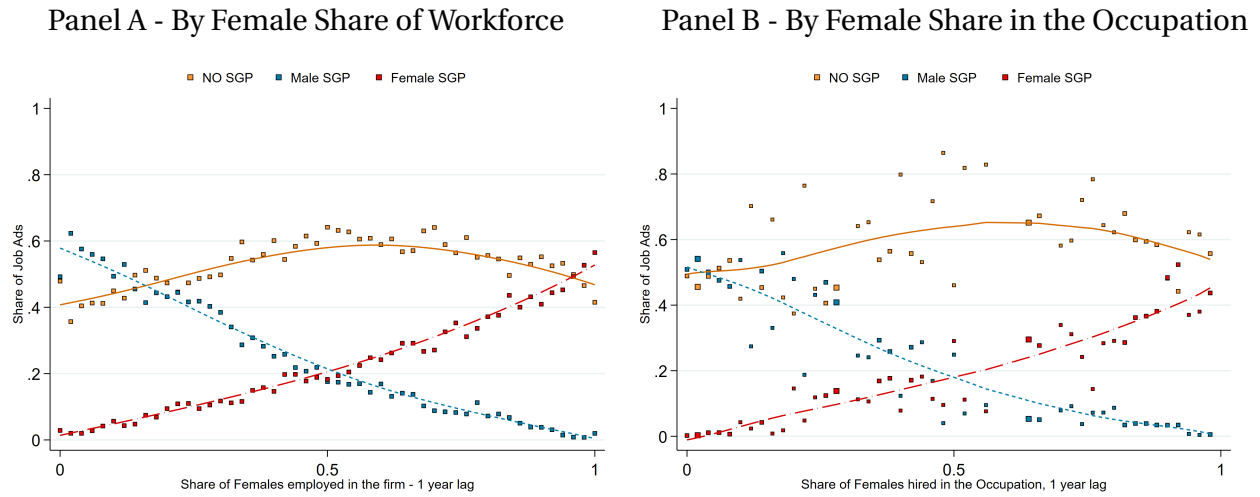 Panel A - By Female Share of Workforce
NO SGP Male SGP Female SGP
Share of Job Ads
1
.8
.6
.4
.2
0
0 0.5 1
Share of Females employed in the firm - 1 year lag
Panel B - By Female Share in the Occupation
NO SGP Male SGP Female SGP
Share of Job Ads
1
.8
.6
.4
.2
0
0 0.5 1
Share of Females hired in the Occupation, 1 year lag